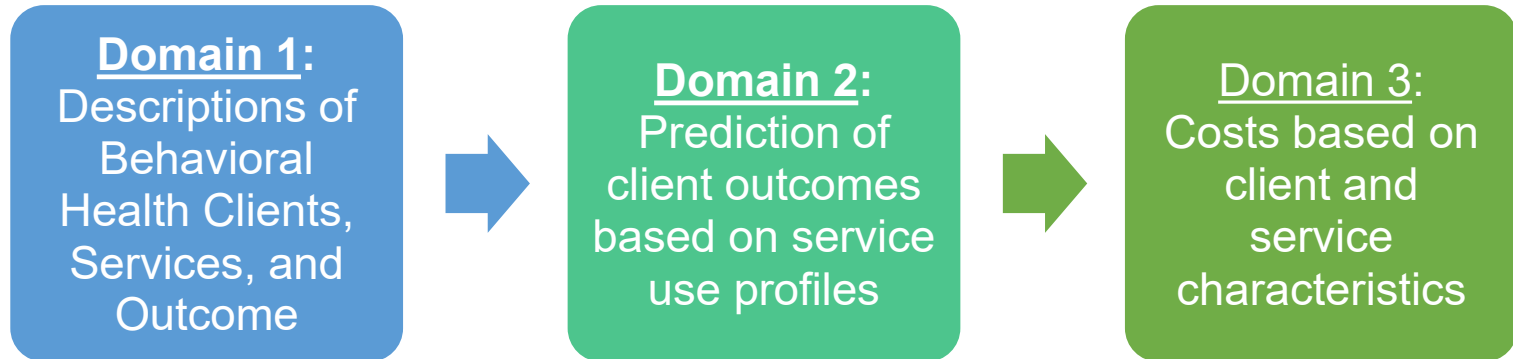 Domain 1:
Descriptions of
Behavioral
Health Clients,
Services, and
Outcome
Domain 2:
Prediction of
client outcomes
based on service
use profiles
Domain 3:
Costs based on
client and
service
characteristics